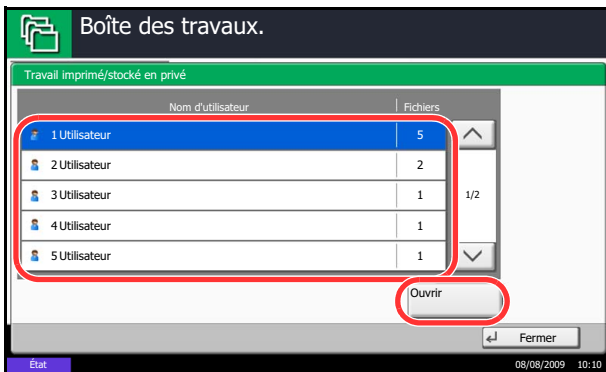 Boîte des travaux.
Travail imprimé/stocké en privé
Nom d'utilisateur Fichiers
1 Utilisateur 5
2 Utilisateur 2
3 Utilisateur 1
1/2
4 Utilisateur 1
5 Utilisateur 1
Ouvrir
Fermer
État 08/08/2009 10:10